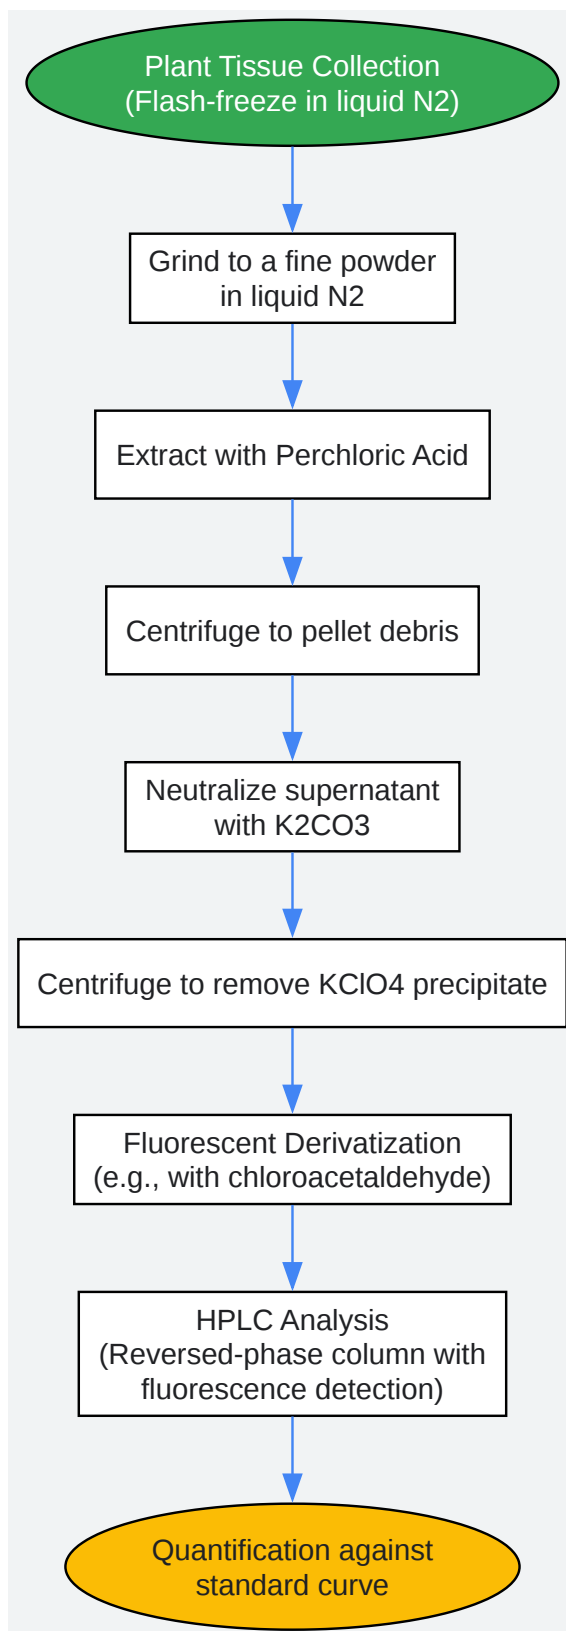 Plant Tissue Collection
(Flash-freeze in liquid N2)
Grind to a fine powder
in liquid N2
Extract with Perchloric Acid
Centrifuge to pellet debris
Neutralize supernatant
with K2CO3
Centrifuge to remove KClO4 precipitate
Fluorescent Derivatization
(e.g., with chloroacetaldehyde)
HPLC Analysis
(Reversed-phase column with
fluorescence detection)
Quantification against
standard curve